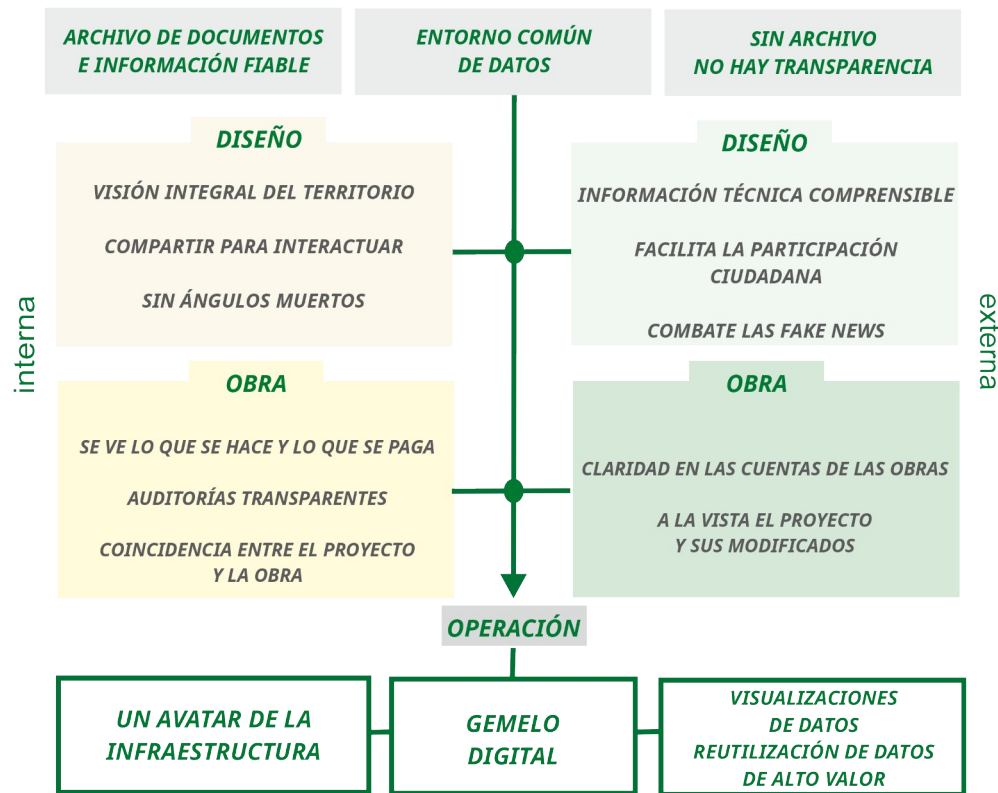 ARCHIVO DE DOCUMENTOS
E INFORMACIÓN FIABLE
ENTORNO COMÚN
DE DATOS
SIN ARCHIVO
NO HAY TRANSPARENCIA
interna
DISEÑO
VISIÓN INTEGRAL DEL TERRITORIO
COMPARTIR PARA INTERACTUAR
SIN ÁNGULOS MUERTOS
DISEÑO
INFORMACIÓN TÉCNICA COMPRENSIBLE
FACILITA LA PARTICIPACIÓN
CIUDADANA
COMBATE LAS FAKE NEWS
externa
OBRA
SE VE LO QUE SE HACE Y LO QUE SE PAGA
AUDITORÍAS TRANSPARENTES
COINCIDENCIA ENTRE EL PROYECTO
Y LA OBRA
OBRA
CLARIDAD EN LAS CUENTAS DE LAS OBRAS
A LA VISTA EL PROYECTO
Y SUS MODIFICADOS
OPERACIÓN
UN AVATAR DE LA
INFRAESTRUCTURA
GEMELO
DIGITAL
VISUALIZACIONES
DE DATOS
REUTILIZACIÓN DE DATOS
DE ALTO VALOR